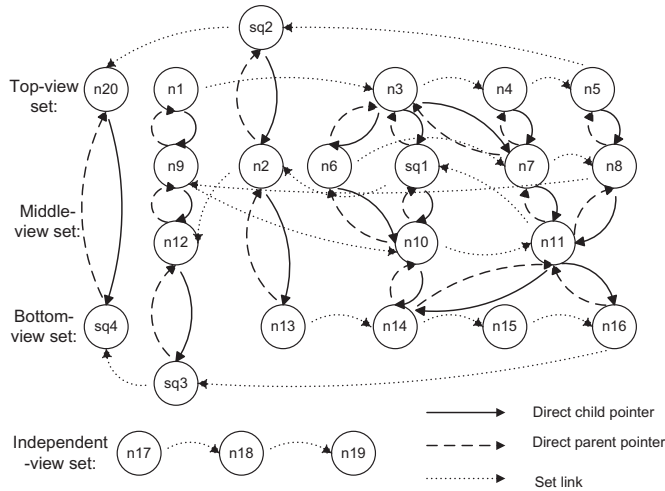 sq2
Top-view
set:
n20
n1
n3
n4
n5
n9
n2
n6
sq1
n7
n8
Middle-
view set:
n12
n10
n11
Bottom-
view set:
sq4
n13
n14
n15
n16
sq3
Independent
-view set:
n17
n18
n19
Direct child pointer
Direct parent pointer
Set link